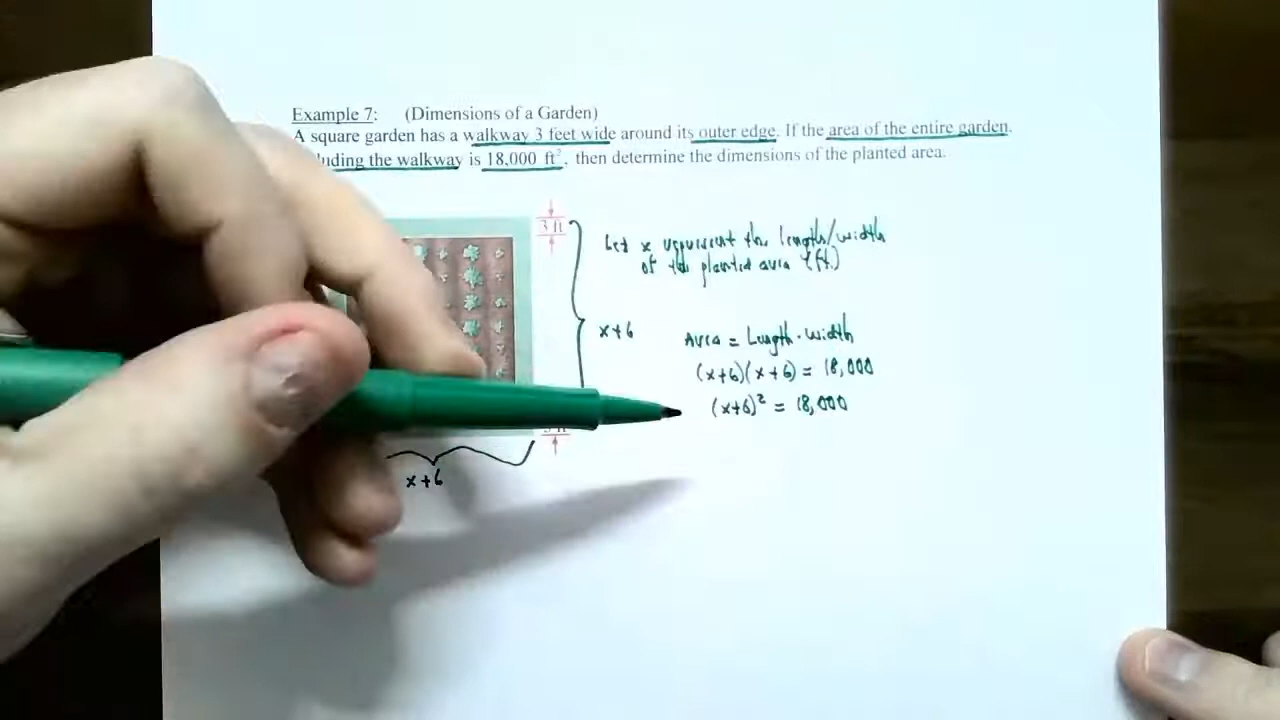 Example 7: (Dimensions of a Garden)
A square garden has a walkway 3 feet wide around its outer edge. If the area of the entire garden,
luding the walkway is 18,000 ft², then determine the dimensions of the planted area.
3 ft
Let x represent the length/width
of the planted area (ft)
x+6
Area = Length · width
(x+6)(x+6) = 18,000
(x+6)² = 18,000
x+6